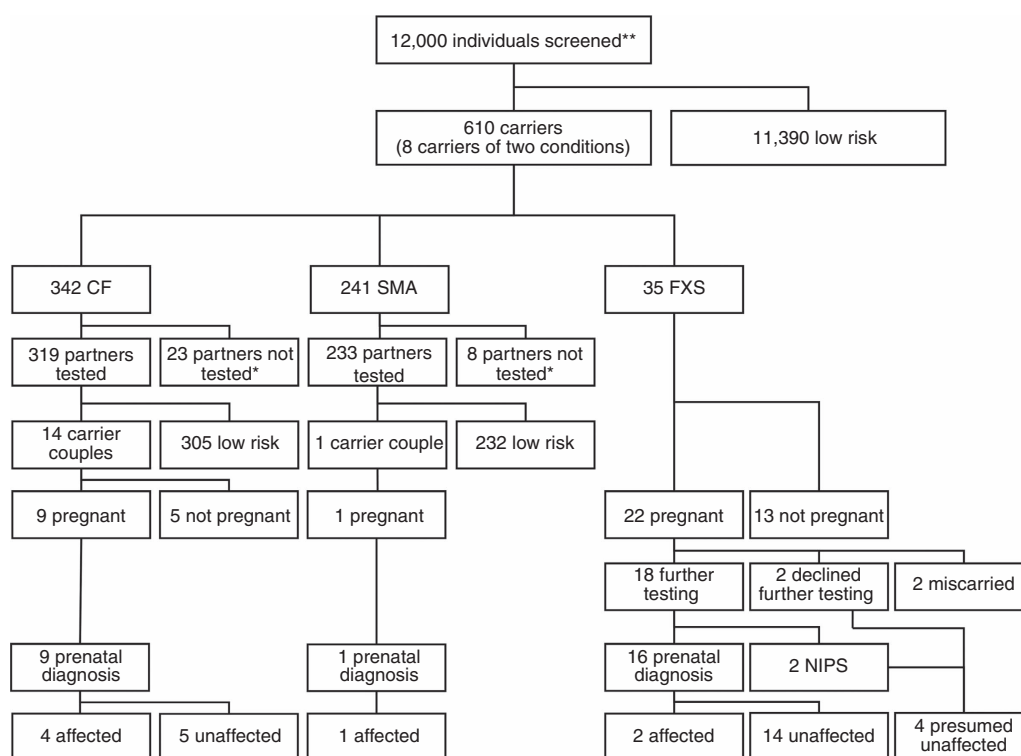 12,000 individuals screened**
610 carriers
(8 carriers of two conditions)
11,390 low risk
342 CF
241 SMA
35 FXS
319 partners
tested
23 partners not
tested*
233 partners
tested
8 partners not
tested*
14 carrier
couples
305 low risk
1 carrier couple
232 low risk
9 pregnant
5 not pregnant
1 pregnant
22 pregnant
13 not pregnant
18 further
testing
2 declined
further testing
2 miscarried
9 prenatal
diagnosis
1 prenatal
diagnosis
16 prenatal
diagnosis
2 NIPS
4 affected
5 unaffected
1 affected
2 affected
14 unaffected
4 presumed
unaffected